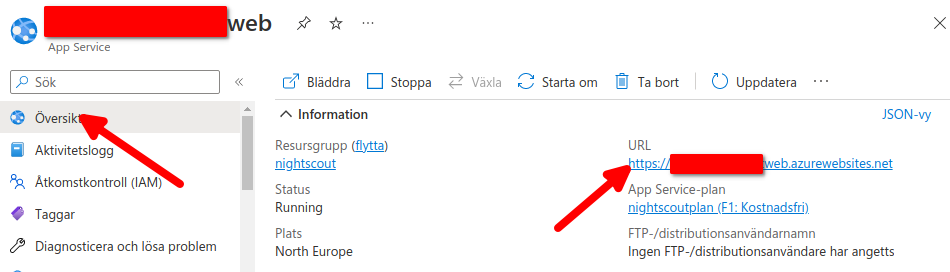 web
App Service
Sök
Översikt
Aktivitetslogg
Åtkomstkontroll (IAM)
Taggar
Diagnosticera och lösa problem
Bläddra Stoppa Växla Starta om Ta bort Uppdatera
Information JSON-vy
Resursgrupp (flytta)
nightscout
Status
Running
Plats
North Europe
URL
https:// web.azurewebsites.net
App Service-plan
nightscoutplan (F1: Kostnadsfri)
FTP-/distributionsanvändarnamn
Ingen FTP-/distributionsanvändare har angetts